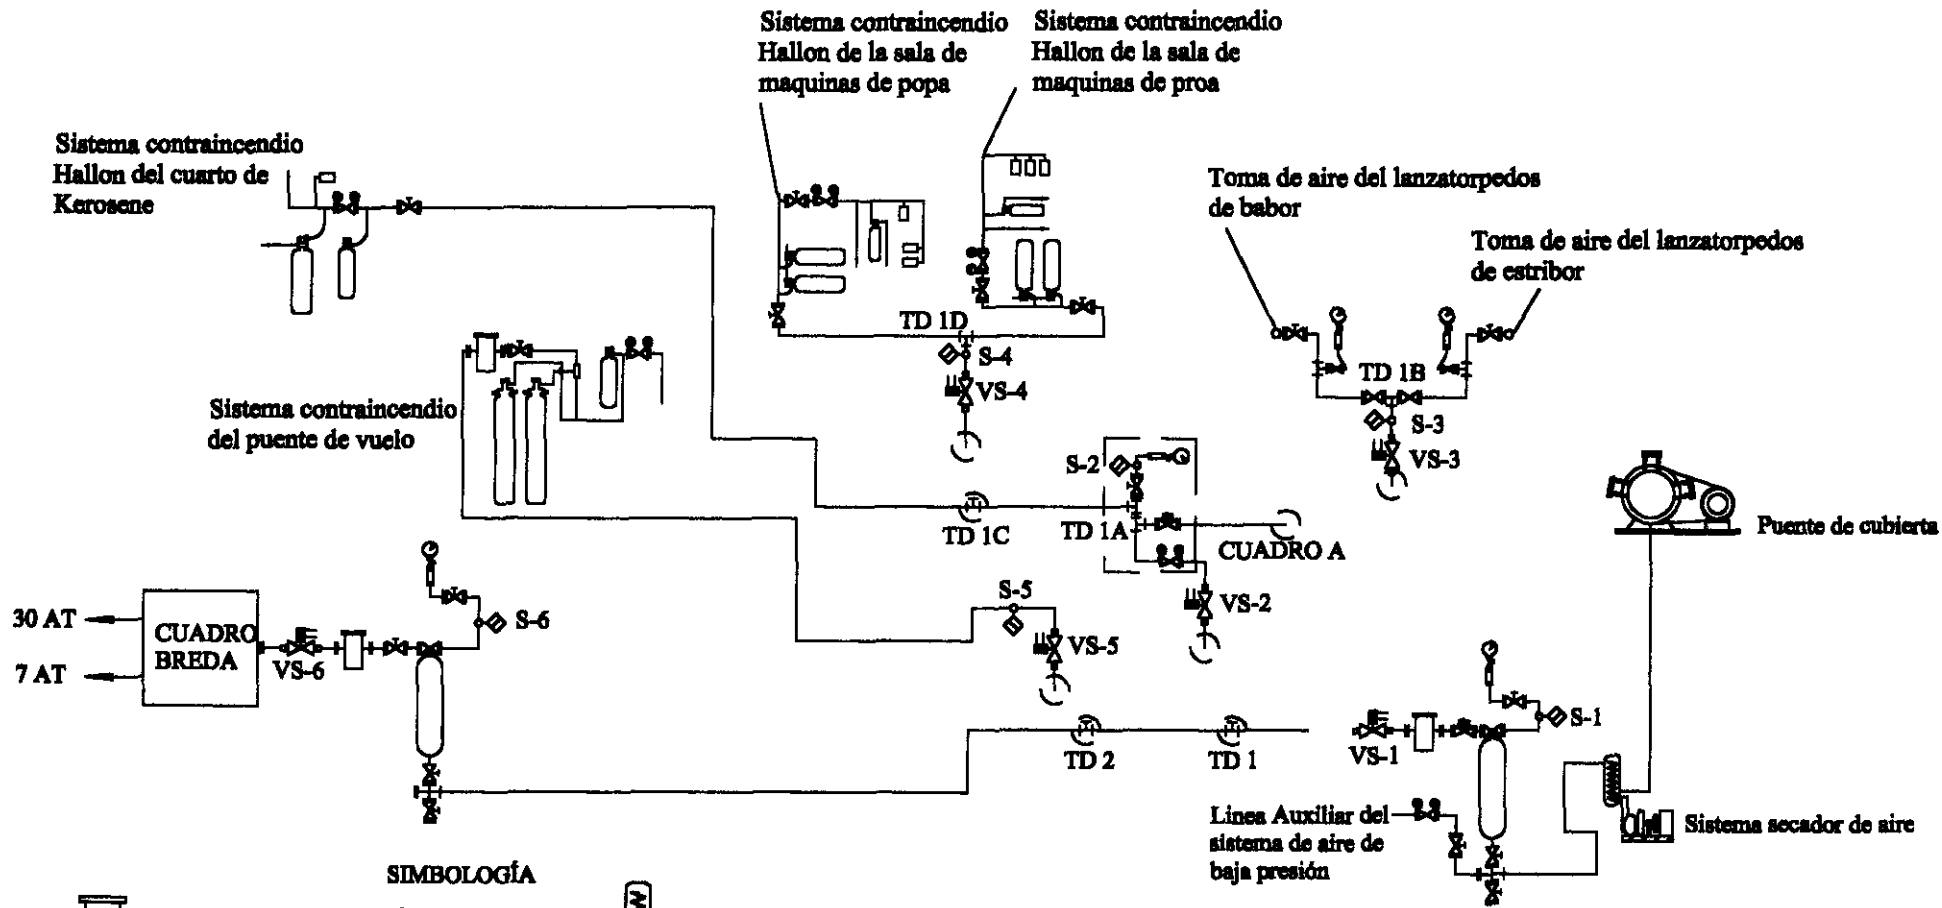 Sistema contraincendio
Hallon de la sala de
maquinas de popa
Sistema contraincendio
Hallon de la sala de
maquinas de proa
Sistema contraincendio
Hallon del cuarto de
Kerosene
Toma de aire del lanzatorpedos
de babor
Toma de aire del lanzatorpedos
de estribor
TD 1D
S-4
VS-4
TD 1B
S-3
VS-3
Sistema contraincendio
del puente de vuelo
S-2
TD 1C
TD 1A
CUADRO A
VS-2
Puente de cubierta
S-5
VS-5
30 AT
7 AT
CUADRO
BREDA
VS-6
S-6
TD 2
TD 1
VS-1
S-1
Linea Auxiliar del
sistema de aire de
baja presión
Sistema secador de aire
SIMBOLOGÍA